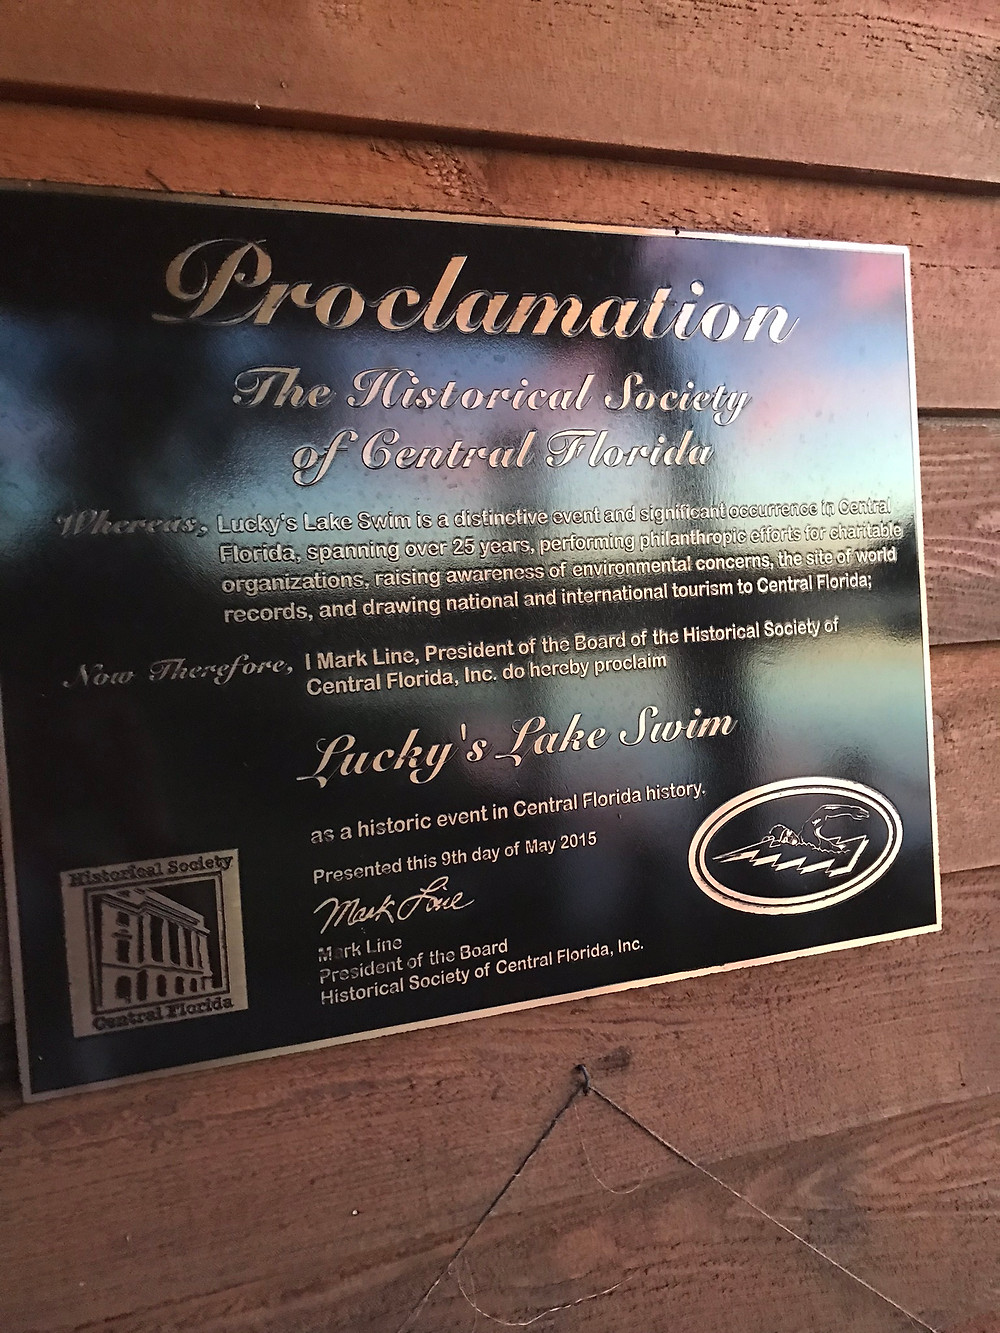 Proclamation
The Historical Society
of Central Florida
Whereas, Lucky's Lake Swim is a distinctive event and significant occurrence in Central
Florida, spanning over 25 years, performing philanthropic efforts for charitable
organizations, raising awareness of environmental concerns, the site of world
records, and drawing national and international tourism to Central Florida;
Now Therefore, I Mark Line, President of the Board of the Historical Society of
Central Florida, Inc. do hereby proclaim
Lucky's Lake Swim
as a historic event in Central Florida history.
Presented this 9th day of May 2015
Mark Line
Mark Line
President of the Board
Historical Society of Central Florida, Inc.
Historical Society
Central Florida